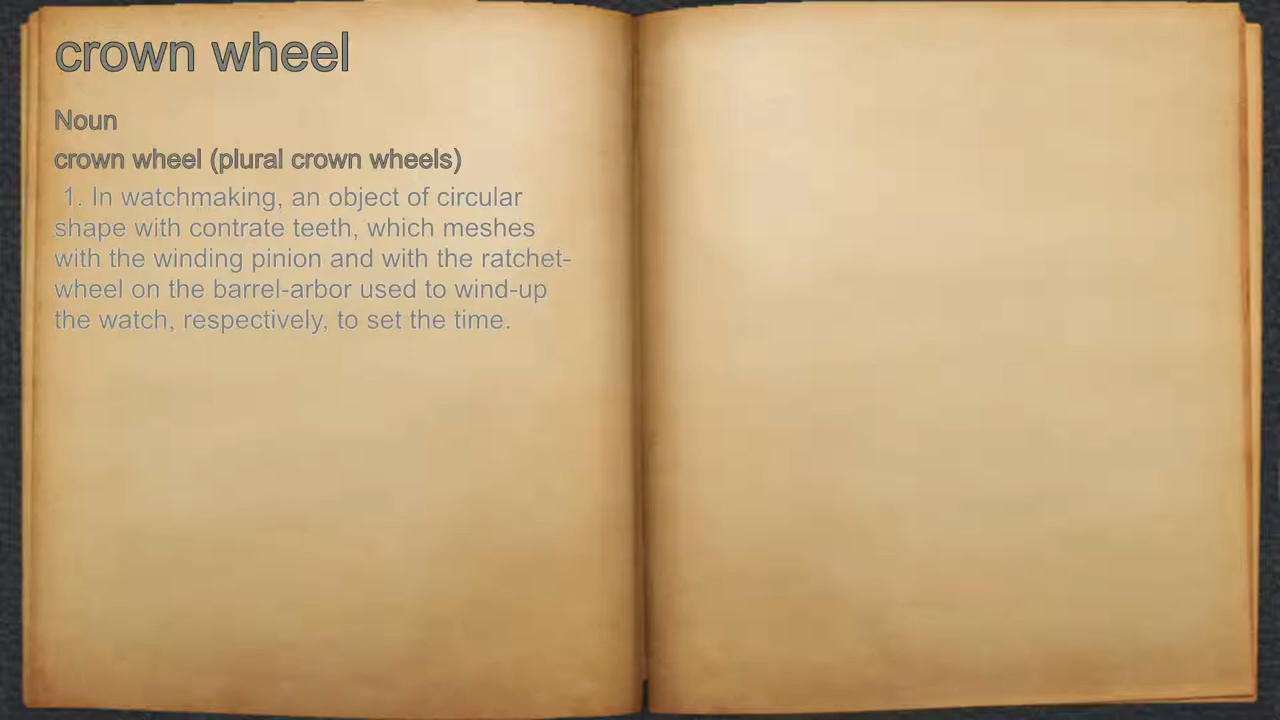 crown wheel
Noun
crown wheel (plural crown wheels)
1. In watchmaking, an object of circular
shape with contrate teeth, which meshes
with the winding pinion and with the ratchet-
wheel on the barrel-arbor used to wind-up
the watch, respectively, to set the time.